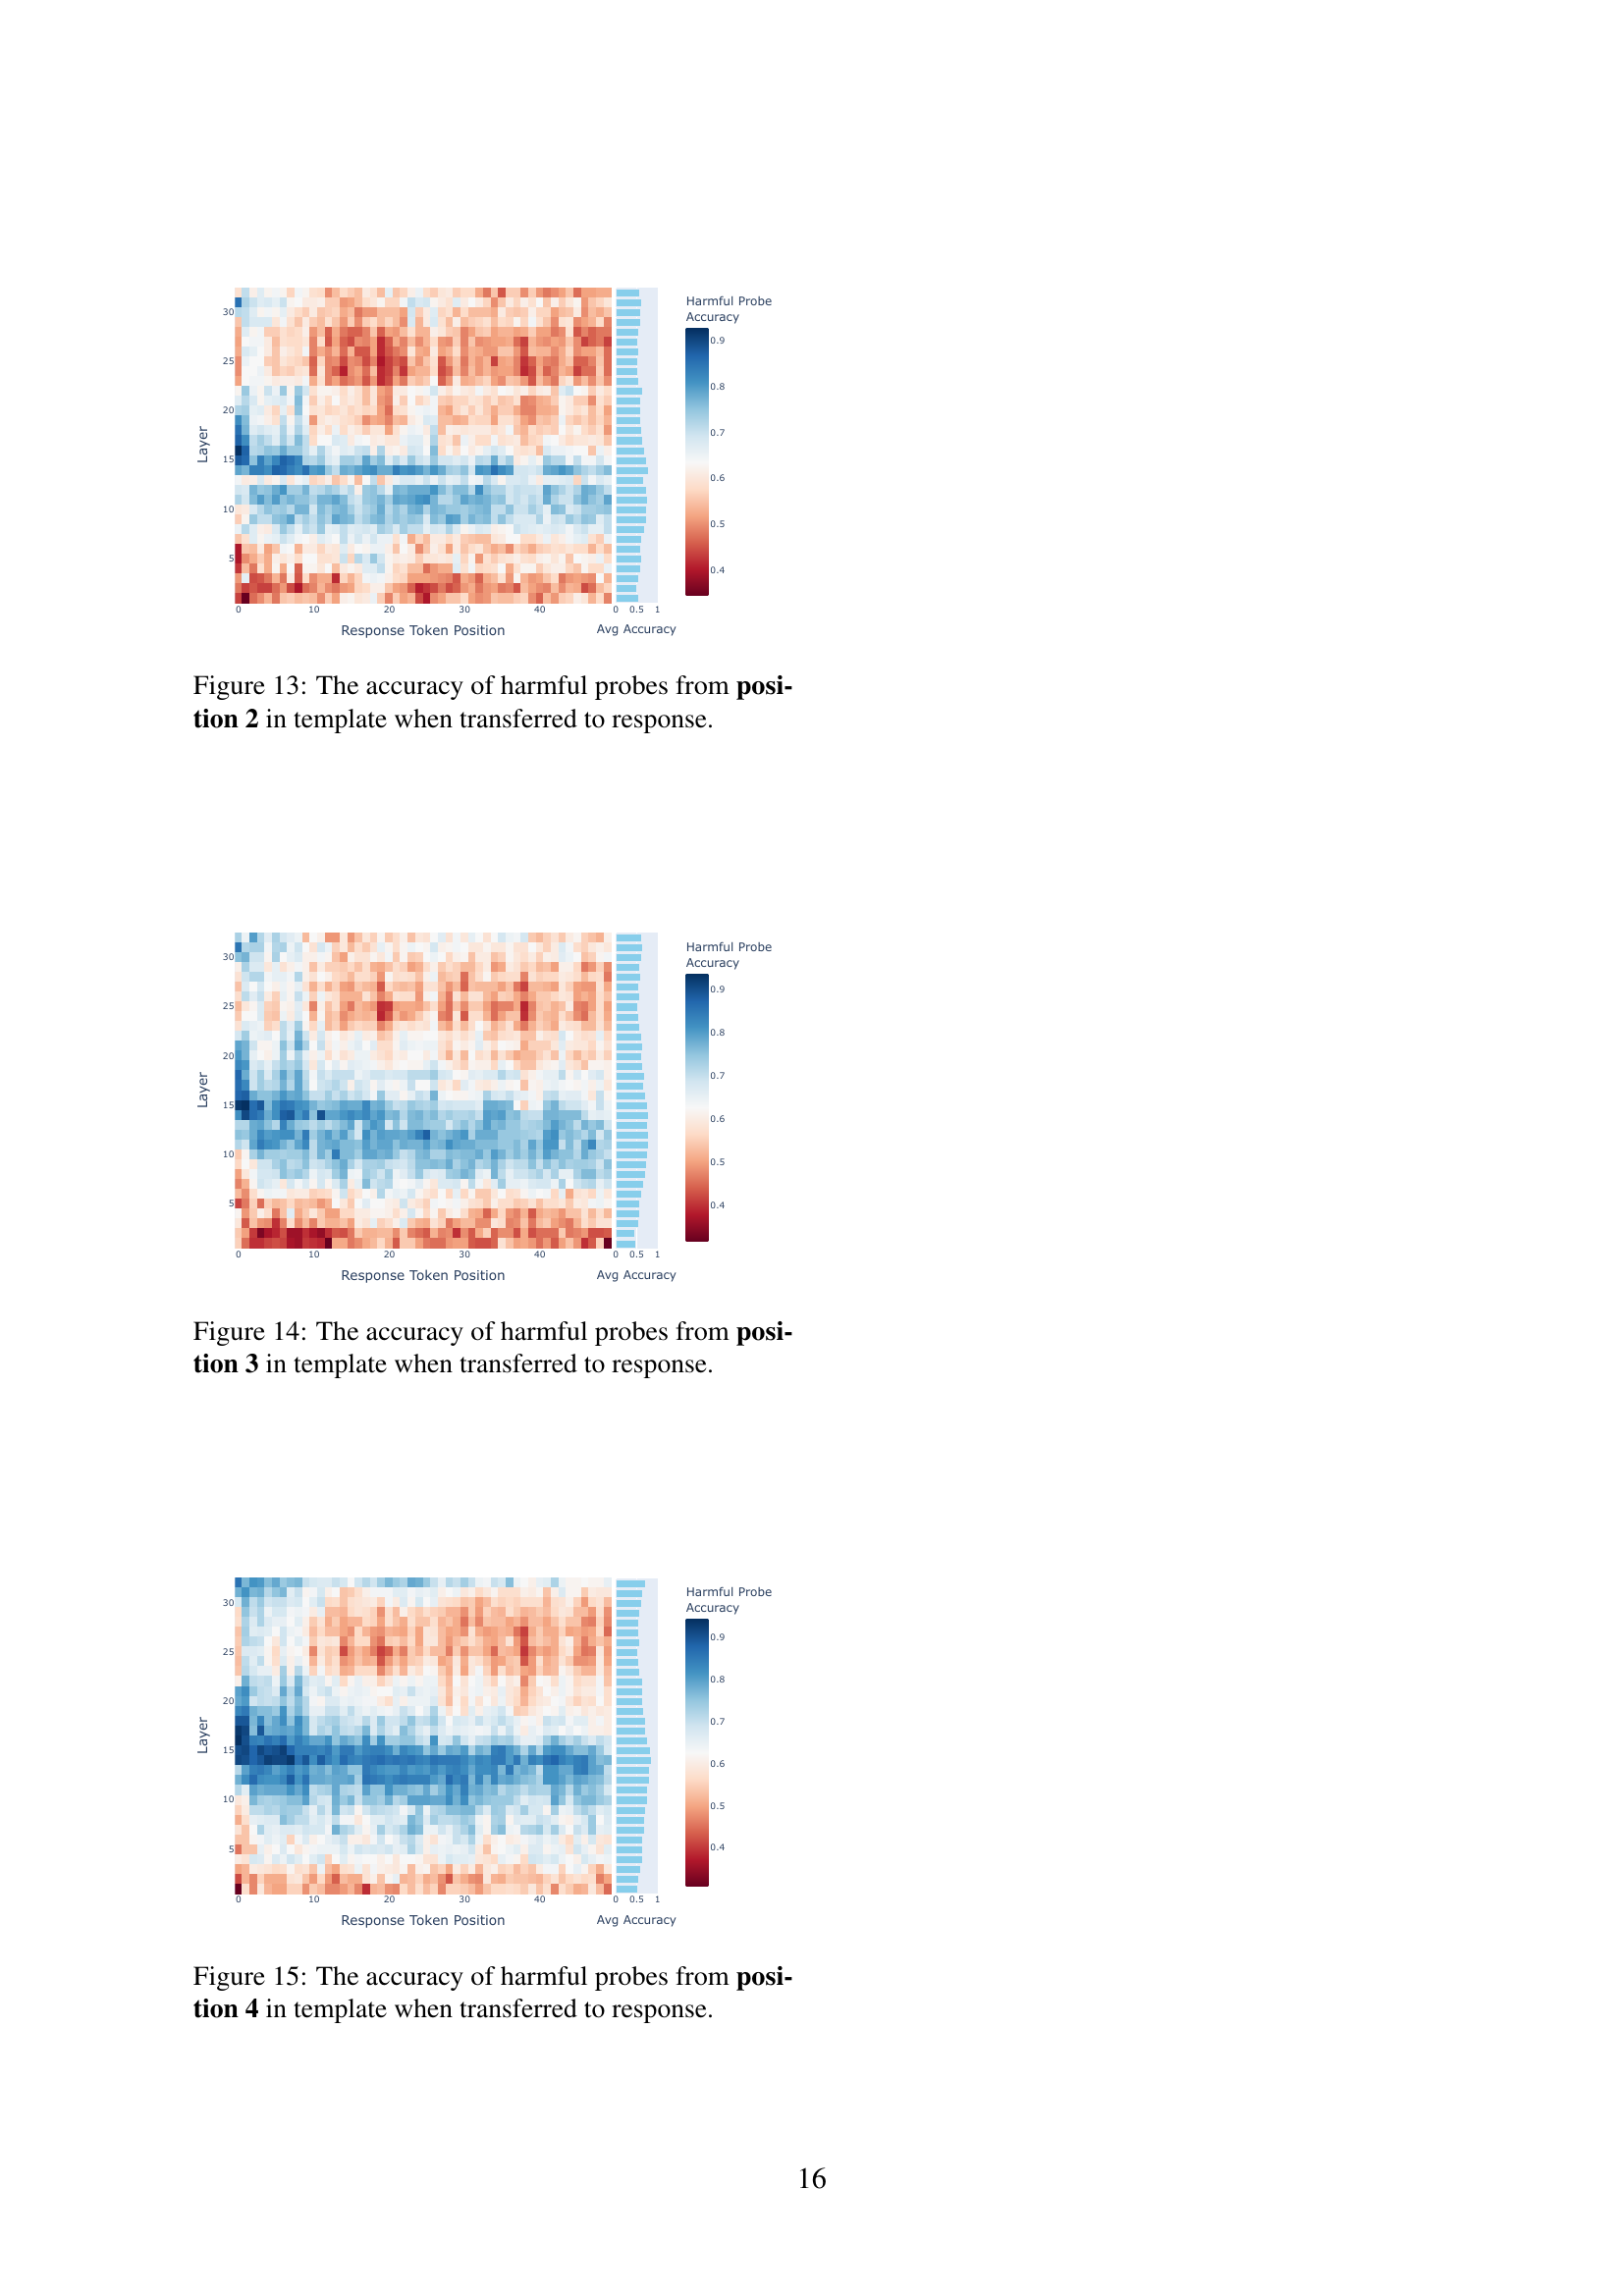 Harmful Probe
Accuracy
0.9
0.8
0.7
0.6
0.5
0.4
30
25
20
15
10
5
Layer
0 10 20 30 40 0 0.5 1
Response Token Position
Avg Accuracy
Figure 13: The accuracy of harmful probes from posi-
tion 2 in template when transferred to response.
Harmful Probe
Accuracy
0.9
0.8
0.7
0.6
0.5
0.4
30
25
20
15
10
5
Layer
0 10 20 30 40 0 0.5 1
Response Token Position
Avg Accuracy
Figure 14: The accuracy of harmful probes from posi-
tion 3 in template when transferred to response.
Harmful Probe
Accuracy
0.9
0.8
0.7
0.6
0.5
0.4
30
25
20
15
10
5
Layer
0 10 20 30 40 0 0.5 1
Response Token Position
Avg Accuracy
Figure 15: The accuracy of harmful probes from posi-
tion 4 in template when transferred to response.
16